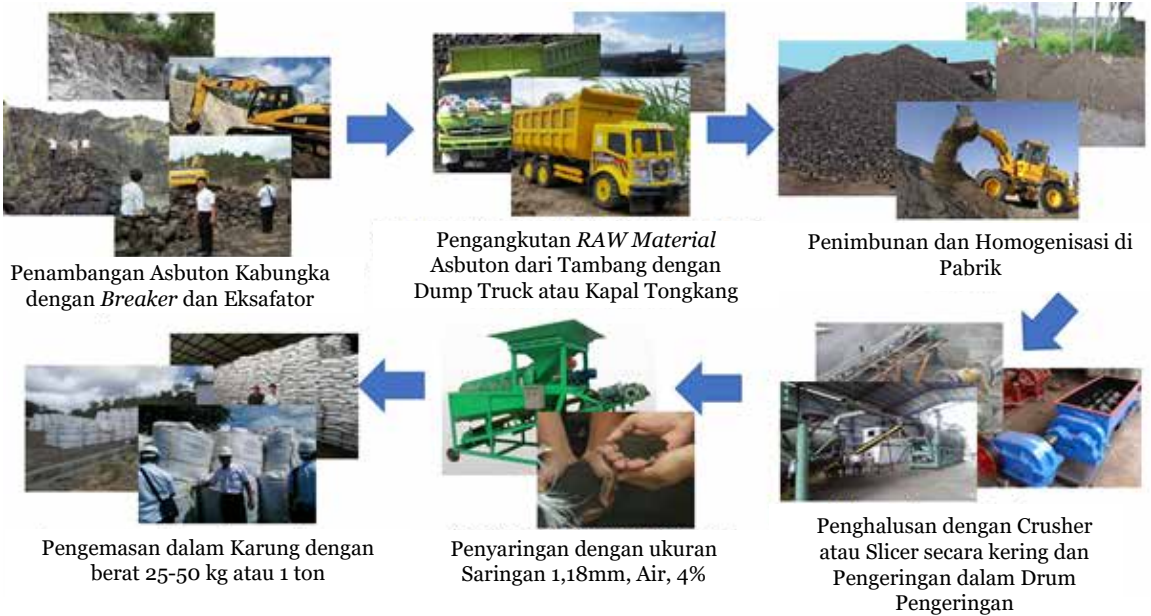 Penambangan Asbuton Kabungka
dengan Breaker dan Eksafator
Pengangkutan RAW Material
Asbuton dari Tambang dengan
Dump Truck atau Kapal Tongkang
Penimbunan dan Homogenisasi di
Pabrik
Penghalusan dengan Crusher
atau Slicer secara kering dan
Pengeringan dalam Drum
Pengeringan
Penyaringan dengan ukuran
Saringan 1,18mm, Air, 4%
Pengemasan dalam Karung dengan
berat 25-50 kg atau 1 ton